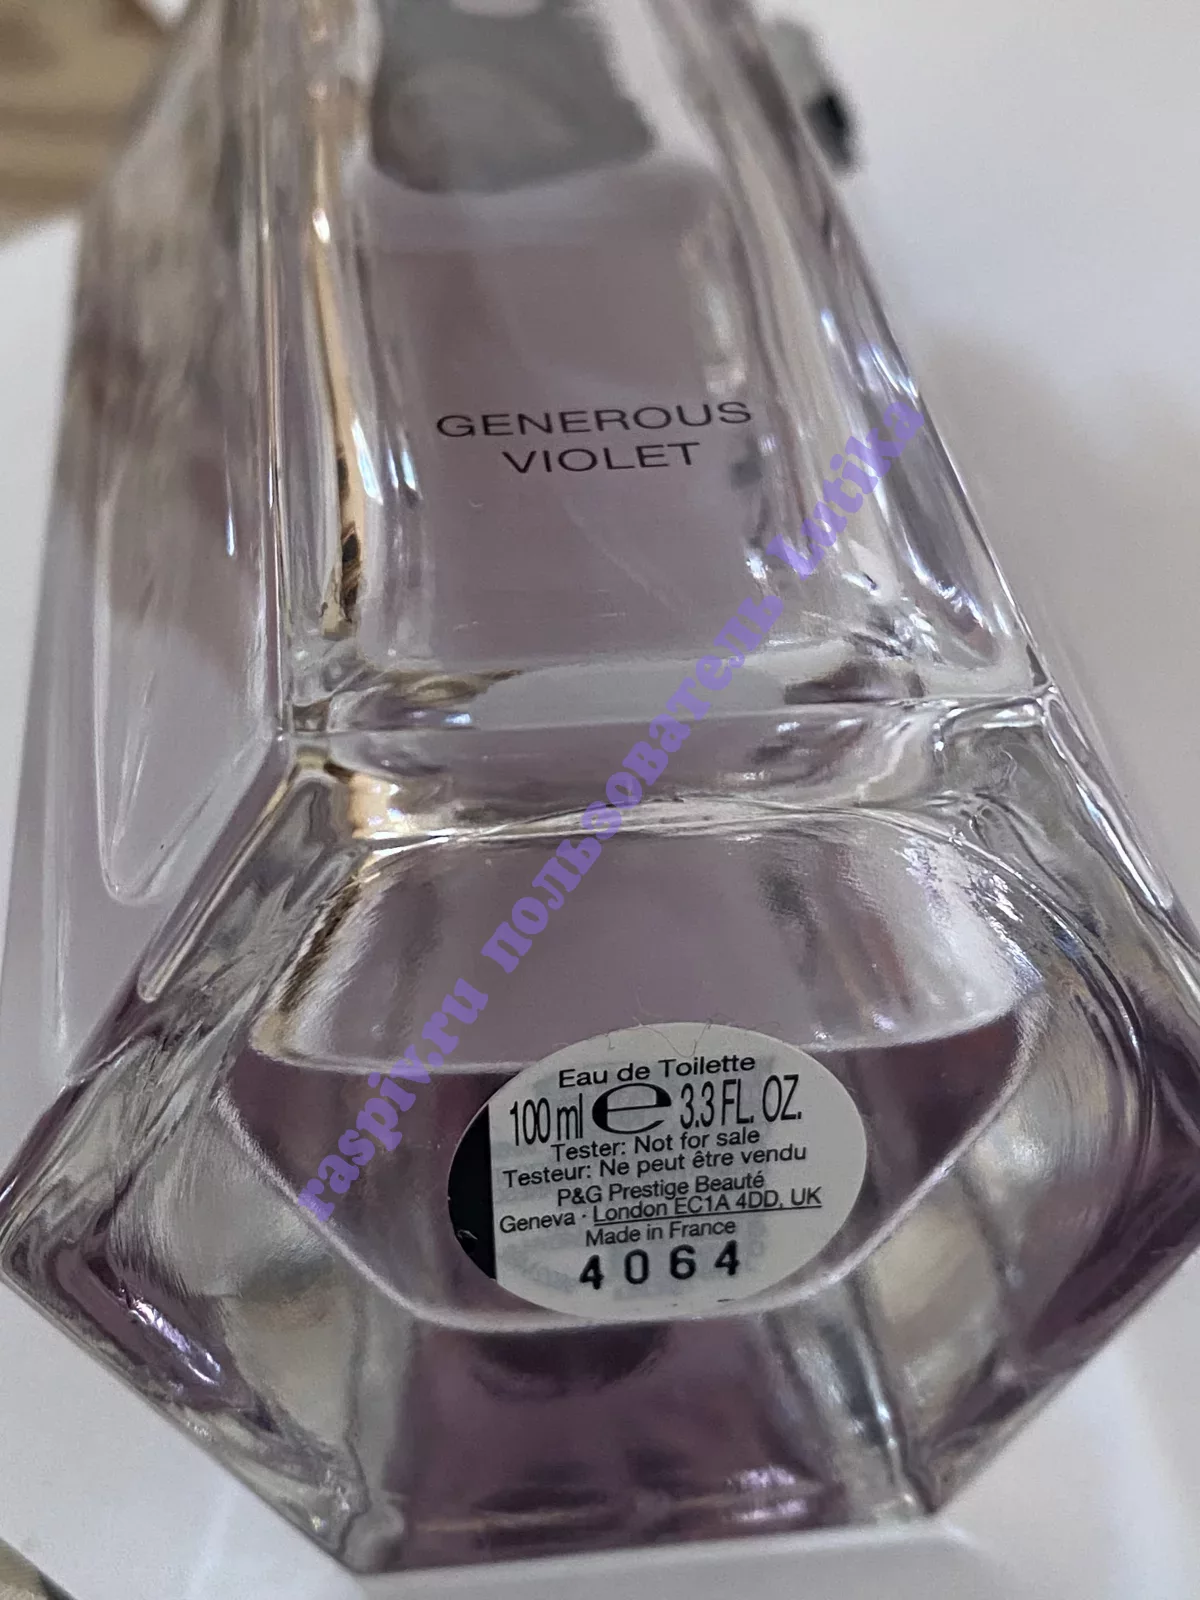 GENEROUS
VIOLET
raspiv.ru пользователь Lutika
Eau de Toilette
100 ml e 3.3 FL. OZ.
Tester: Not for sale
Testeur: Ne peut être vendu
P&G Prestige Beauté
Geneva · London EC1A 4DD, UK
Made in France
4064